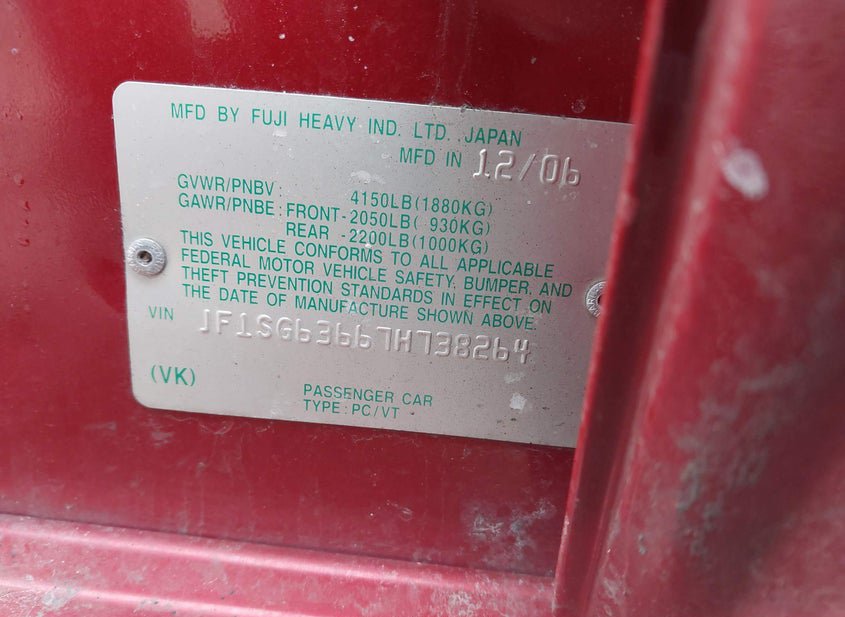 MFD BY FUJI HEAVY IND. LTD. JAPAN
MFD IN 12/06
GVWR/PNBV : 4150LB(1880KG)
GAWR/PNBE : FRONT-2050LB( 930KG)
REAR -2200LB(1000KG)
THIS VEHICLE CONFORMS TO ALL APPLICABLE
FEDERAL MOTOR VEHICLE SAFETY, BUMPER, AND
THEFT PREVENTION STANDARDS IN EFFECT ON
THE DATE OF MANUFACTURE SHOWN ABOVE.
VIN JF1SG63667H738264
(VK)
PASSENGER CAR
TYPE : PC/VT